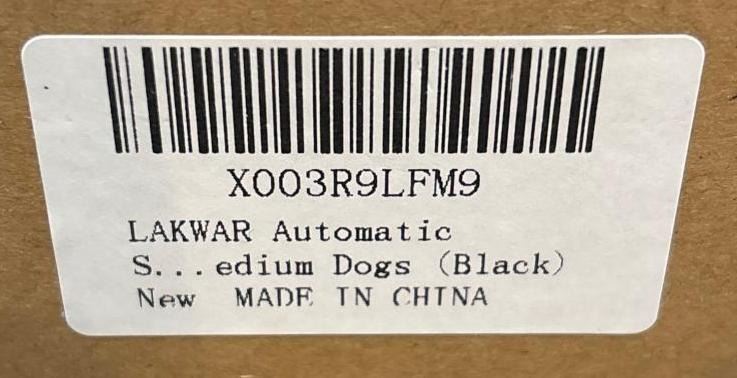 X003R9LFM9
LAKWAR Automatic
S...edium Dogs (Black)
New MADE IN CHINA